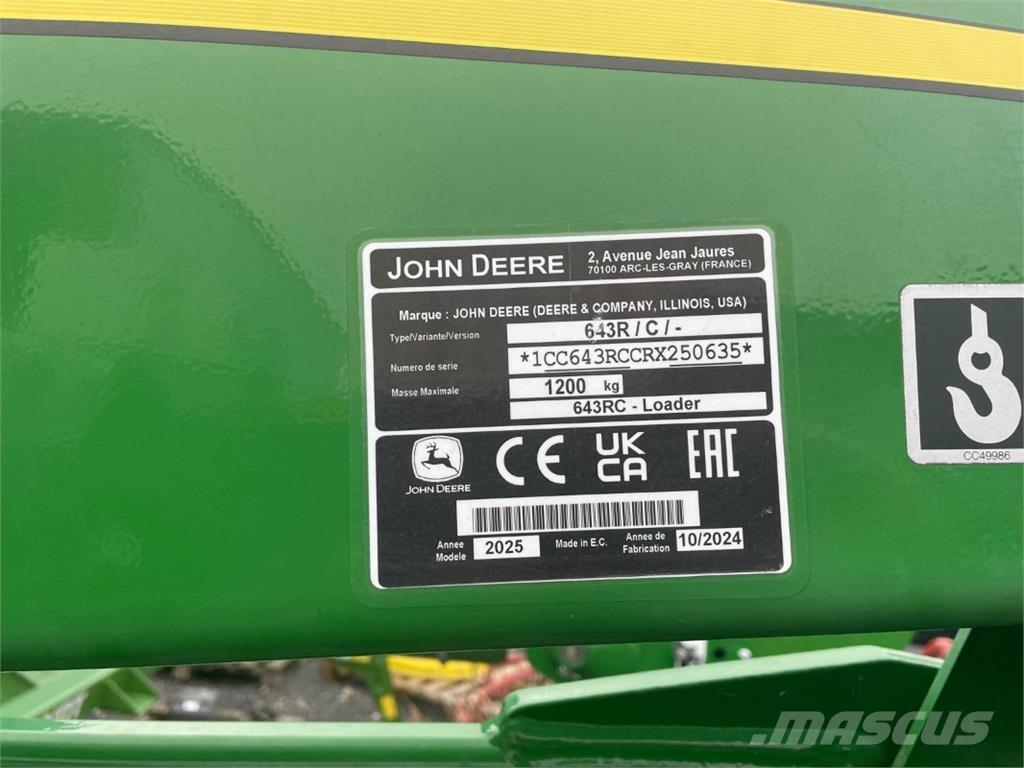 JOHN DEERE
2, Avenue Jean Jaures
70100 ARC-LES-GRAY (FRANCE)
Marque : JOHN DEERE (DEERE & COMPANY, ILLINOIS, USA)
Type/Variante/Version 643R / C / -
Numero de serie *1CC643RCCRX250635*
Masse Maximale 1200 kg
643RC - Loader
JOHN DEERE
CE
UK
CA
EAC
Annee
Modele
2025
Made in E.C.
Annee de
Fabrication
10/2024
CC49986
MASCUS